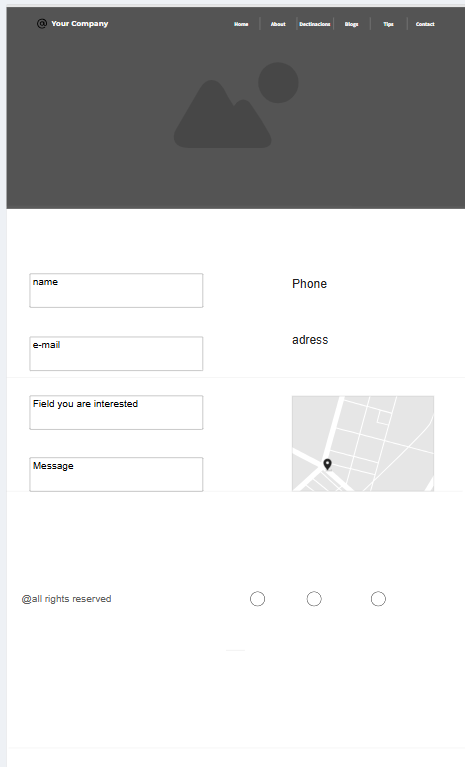 @ Your Company
Home
About
Dectinacions
Blogs
Tips
Contact
name
Phone
e-mail
adress
Field you are interested
Message
@all rights reserved